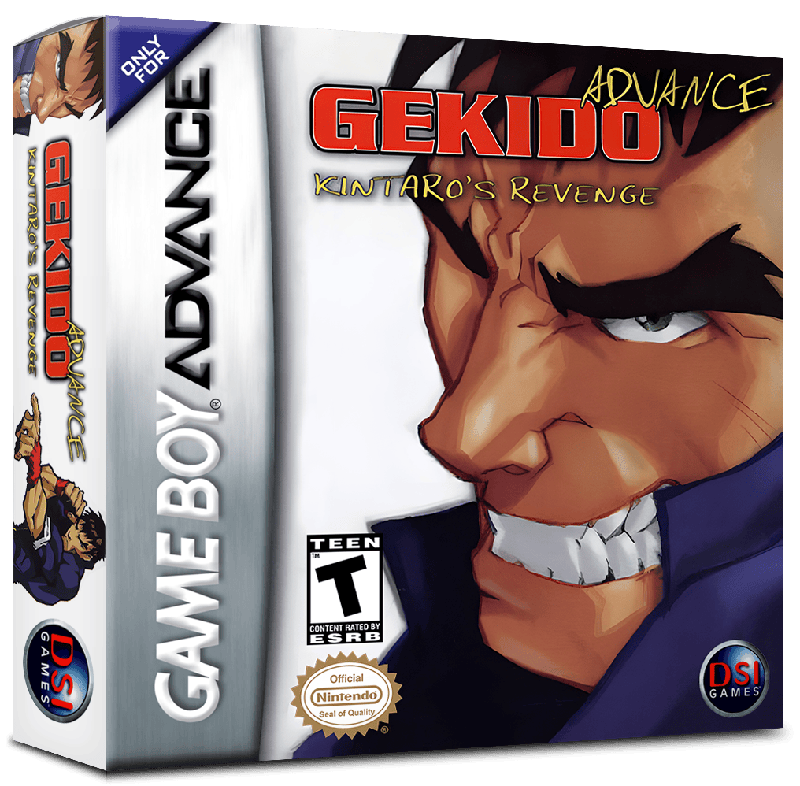 ONLY
FOR
GAME BOY ADVANCE
®
GEKIDO
ADVANCE
KINTARO'S REVENGE
TEEN
T
CONTENT RATED BY
ESRB
Official
Nintendo
Seal of Quality
®
DSI
GAMES
GEKIDO
ADVANCE
KINTARO'S REVENGE
DSI
GAMES